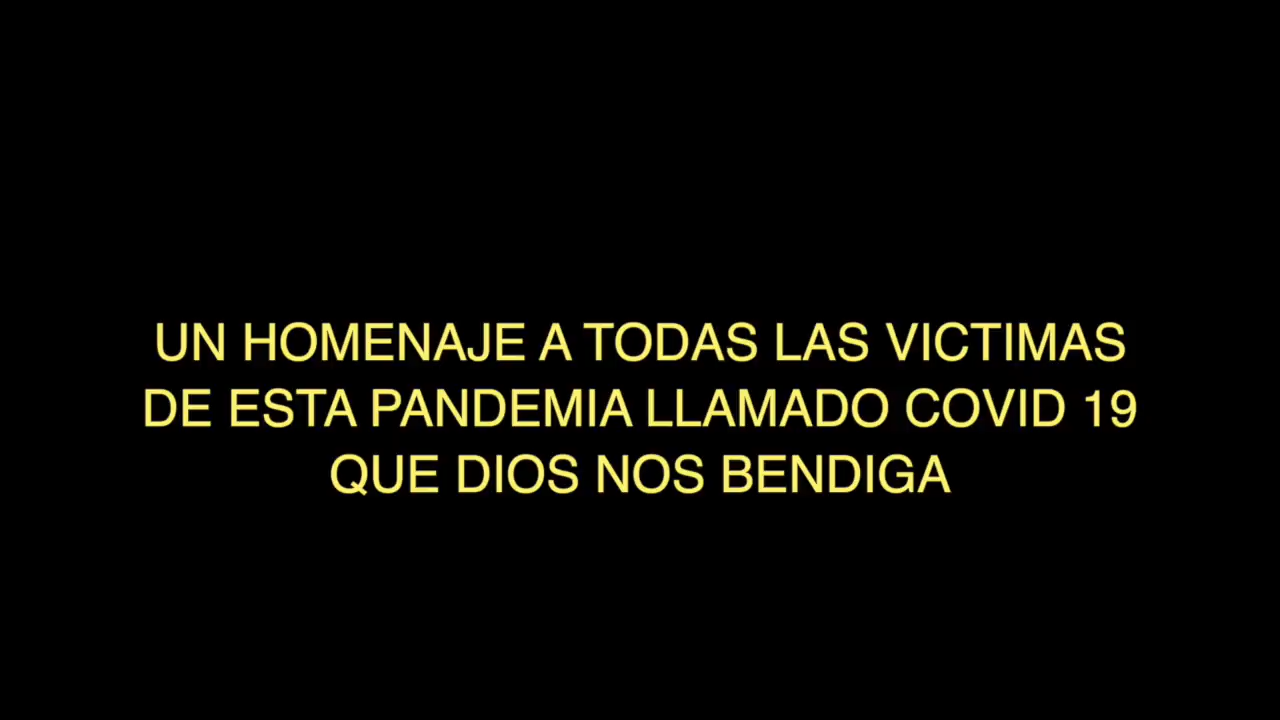 UN HOMENAJE A TODAS LAS VICTIMAS
DE ESTA PANDEMIA LLAMADO COVID 19
QUE DIOS NOS BENDIGA